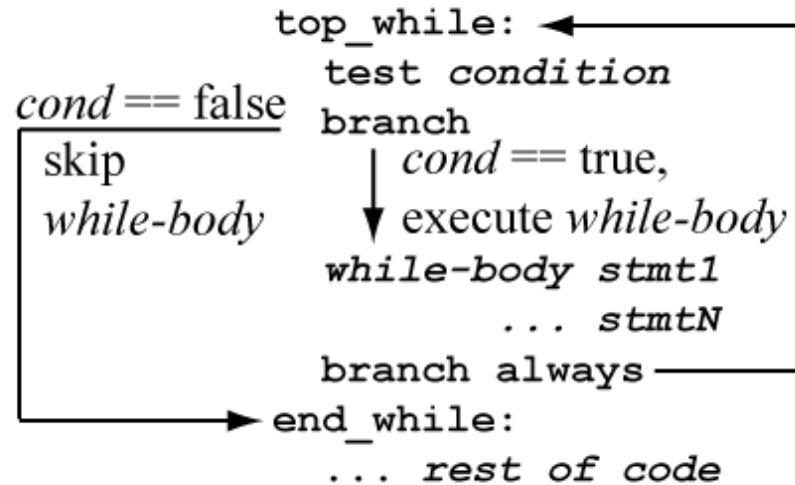 top_while:
test condition
cond == false
branch
skip
cond == true,
while-body
execute while-body
while-body stmt1
... stmtN
branch always
end_while:
... rest of code